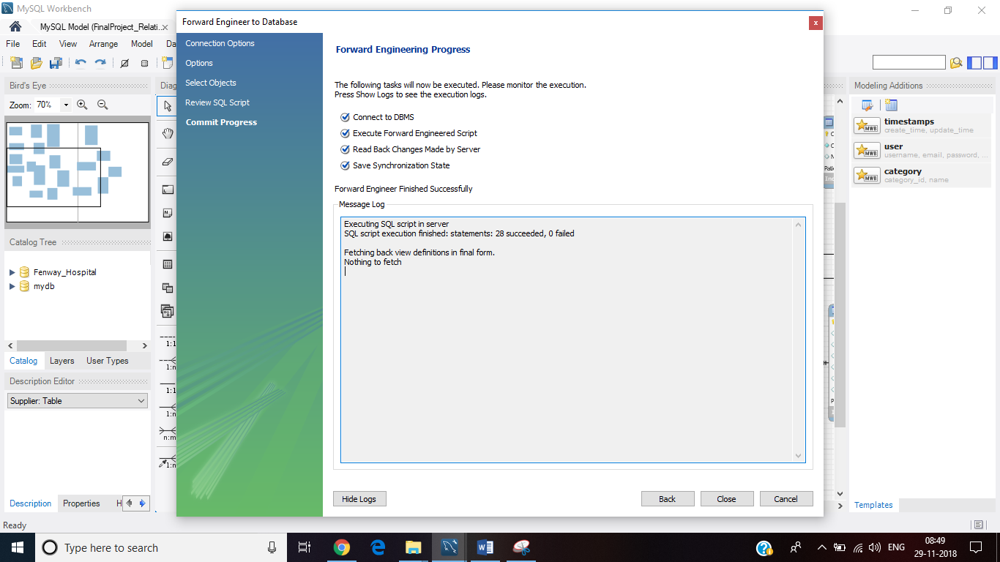 MySQL Workbench
MySQL Model (FinalProject_Relati..
File Edit View Arrange Model Da
Bird's Eye
Zoom: 70%
Catalog Tree
Fenway_Hospital
mydb
Catalog Layers User Types
Description Editor
Supplier: Table
Description Properties H
Ready
Diag
1:1
1:n
1:1
1:n
n:m
1:n
Forward Engineer to Database
x
Connection Options
Options
Select Objects
Review SQL Script
Commit Progress
Forward Engineering Progress
The following tasks will now be executed. Please monitor the execution.
Press Show Logs to see the execution logs.
Connect to DBMS
Execute Forward Engineered Script
Read Back Changes Made by Server
Save Synchronization State
Forward Engineer Finished Successfully
Message Log
Executing SQL script in server
SQL script execution finished: statements: 28 succeeded, 0 failed
Fetching back view definitions in final form.
Nothing to fetch
Hide Logs Back Close Cancel
Pati
Modeling Additions
MWB
timestamps
create_time, update_time
MWB
user
username, email, password, ...
MWB
category
category_id, name
Templates
Type here to search
ENG
08:49
29-11-2018